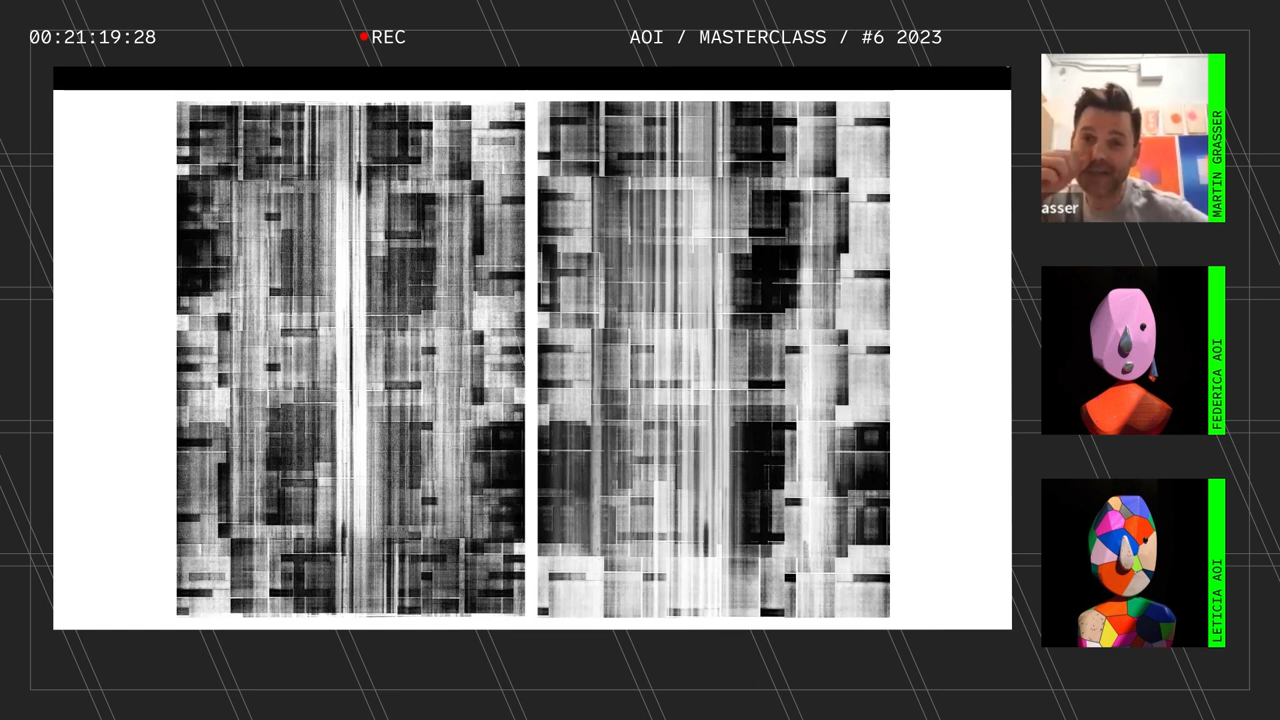 00:21:19:28
REC
AOI / MASTERCLASS / #6 2023
MARTIN GRASSER
asser
FEDERICA AOI
LETICIA AOI